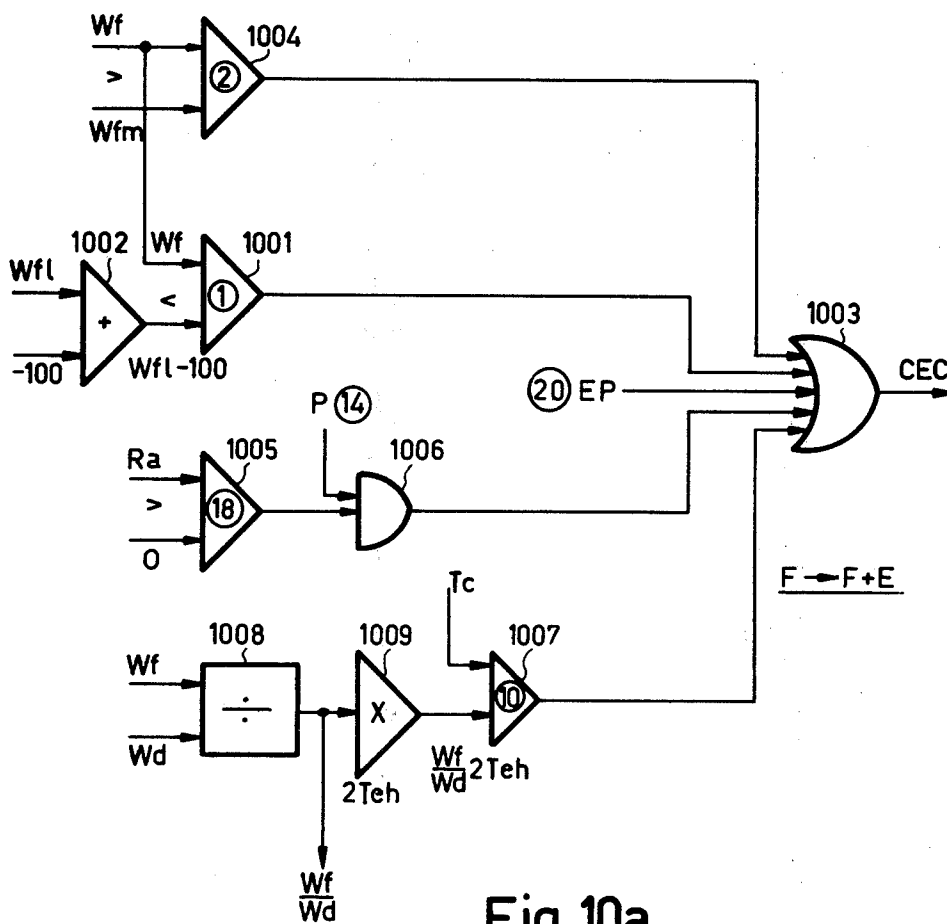 Wf
>
Wfm
2
1004
Wfl
-100
1002
+
Wf
<
Wfl-100
1
1001
1003
CEC
20 EP
P 14
Ra
>
0
18
1005
1006
F → F+E
Tc
Wf
Wd
1008
÷
1009
X
2Teh
Wf
Wd 2Teh
10
1007
Wf
Wd
Fig.10a